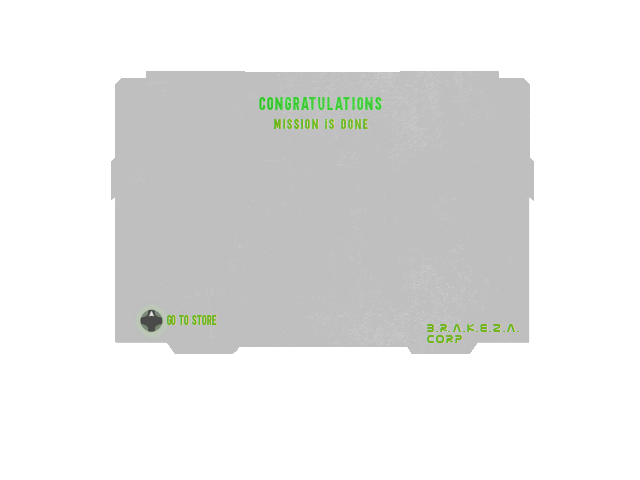 CONGRATULATIONS
MISSION IS DONE
GO TO STORE
B.R.A.K.E.Z.A.
CORP